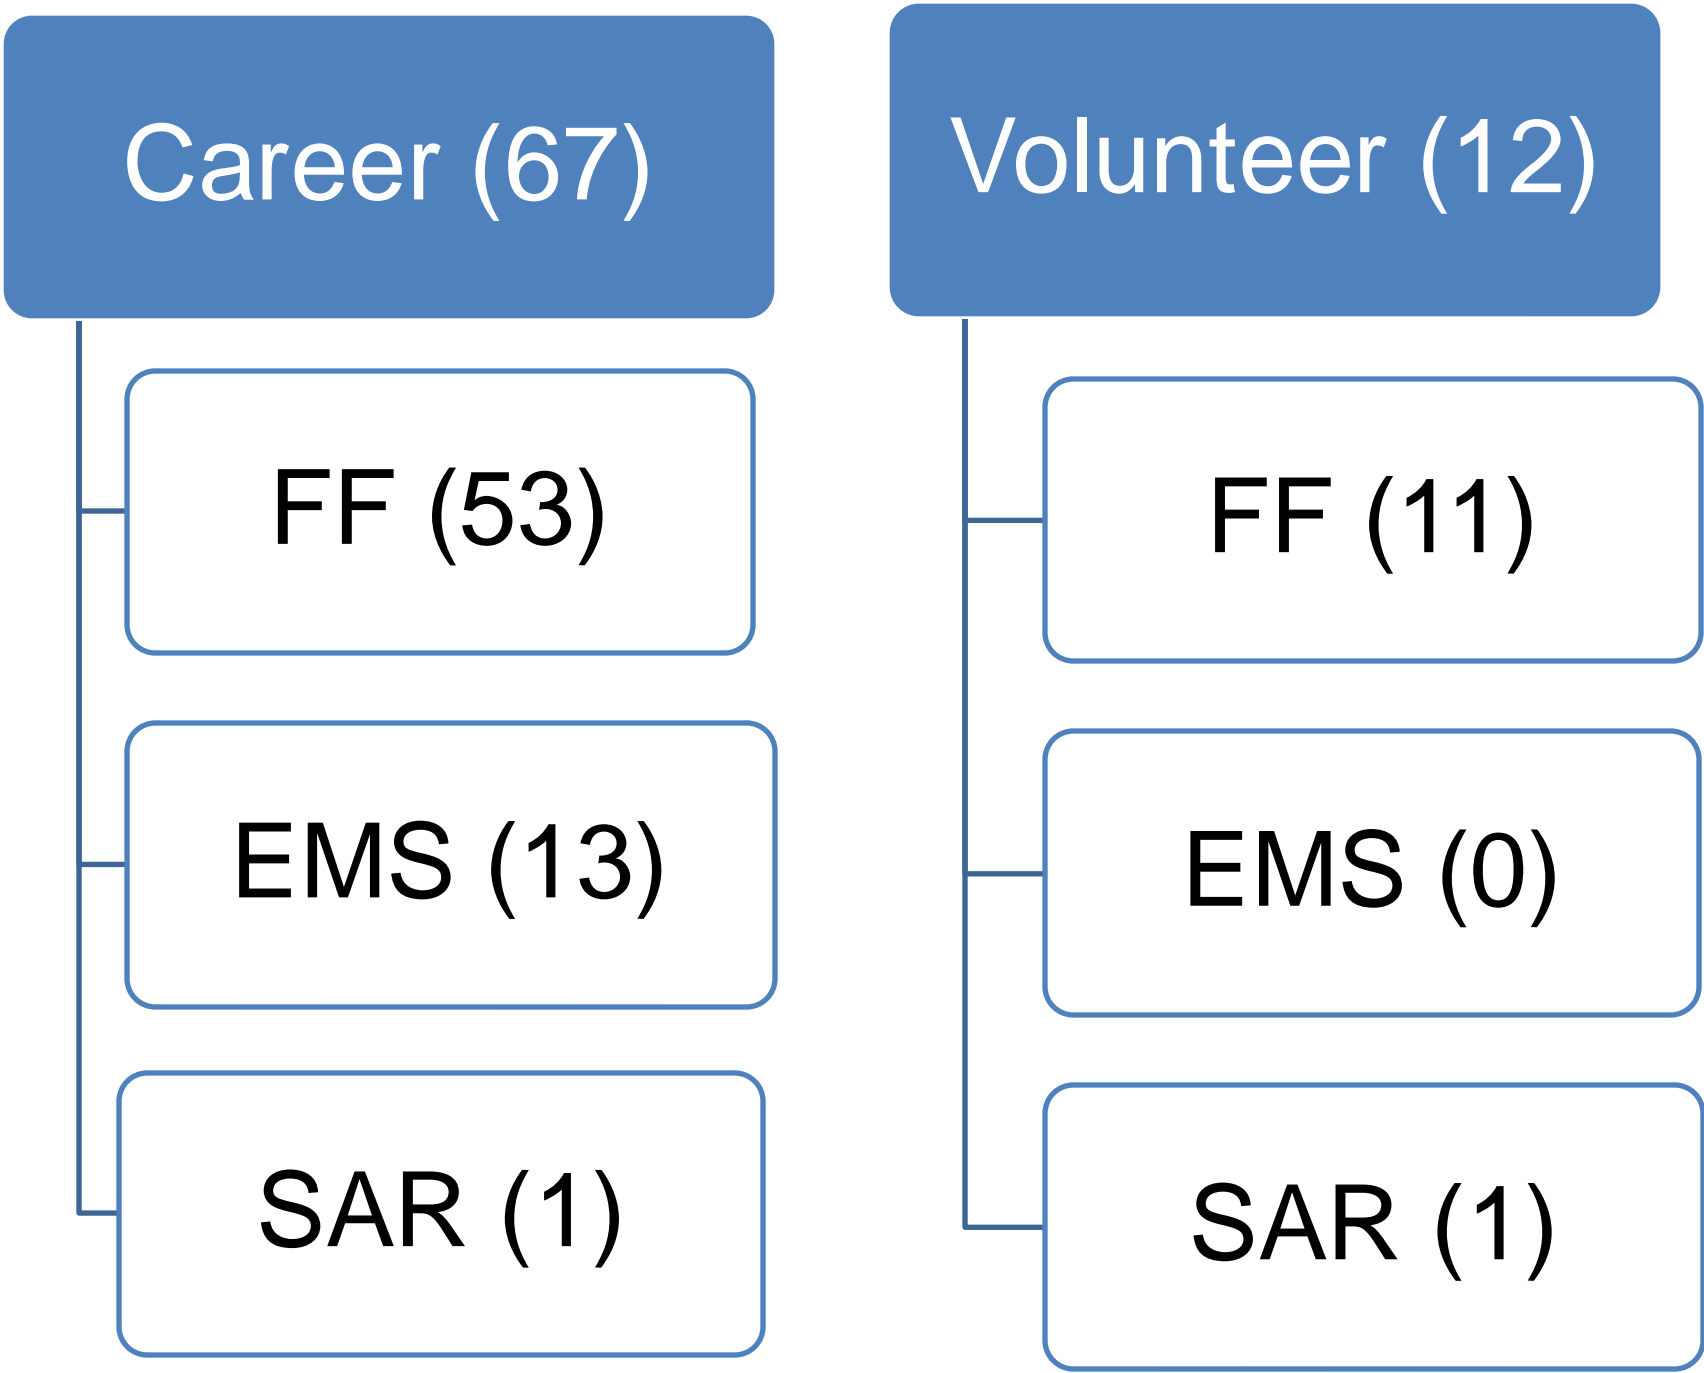 Career (67)
FF (53)
EMS (13)
SAR (1)
Volunteer (12)
FF (11)
EMS (0)
SAR (1)